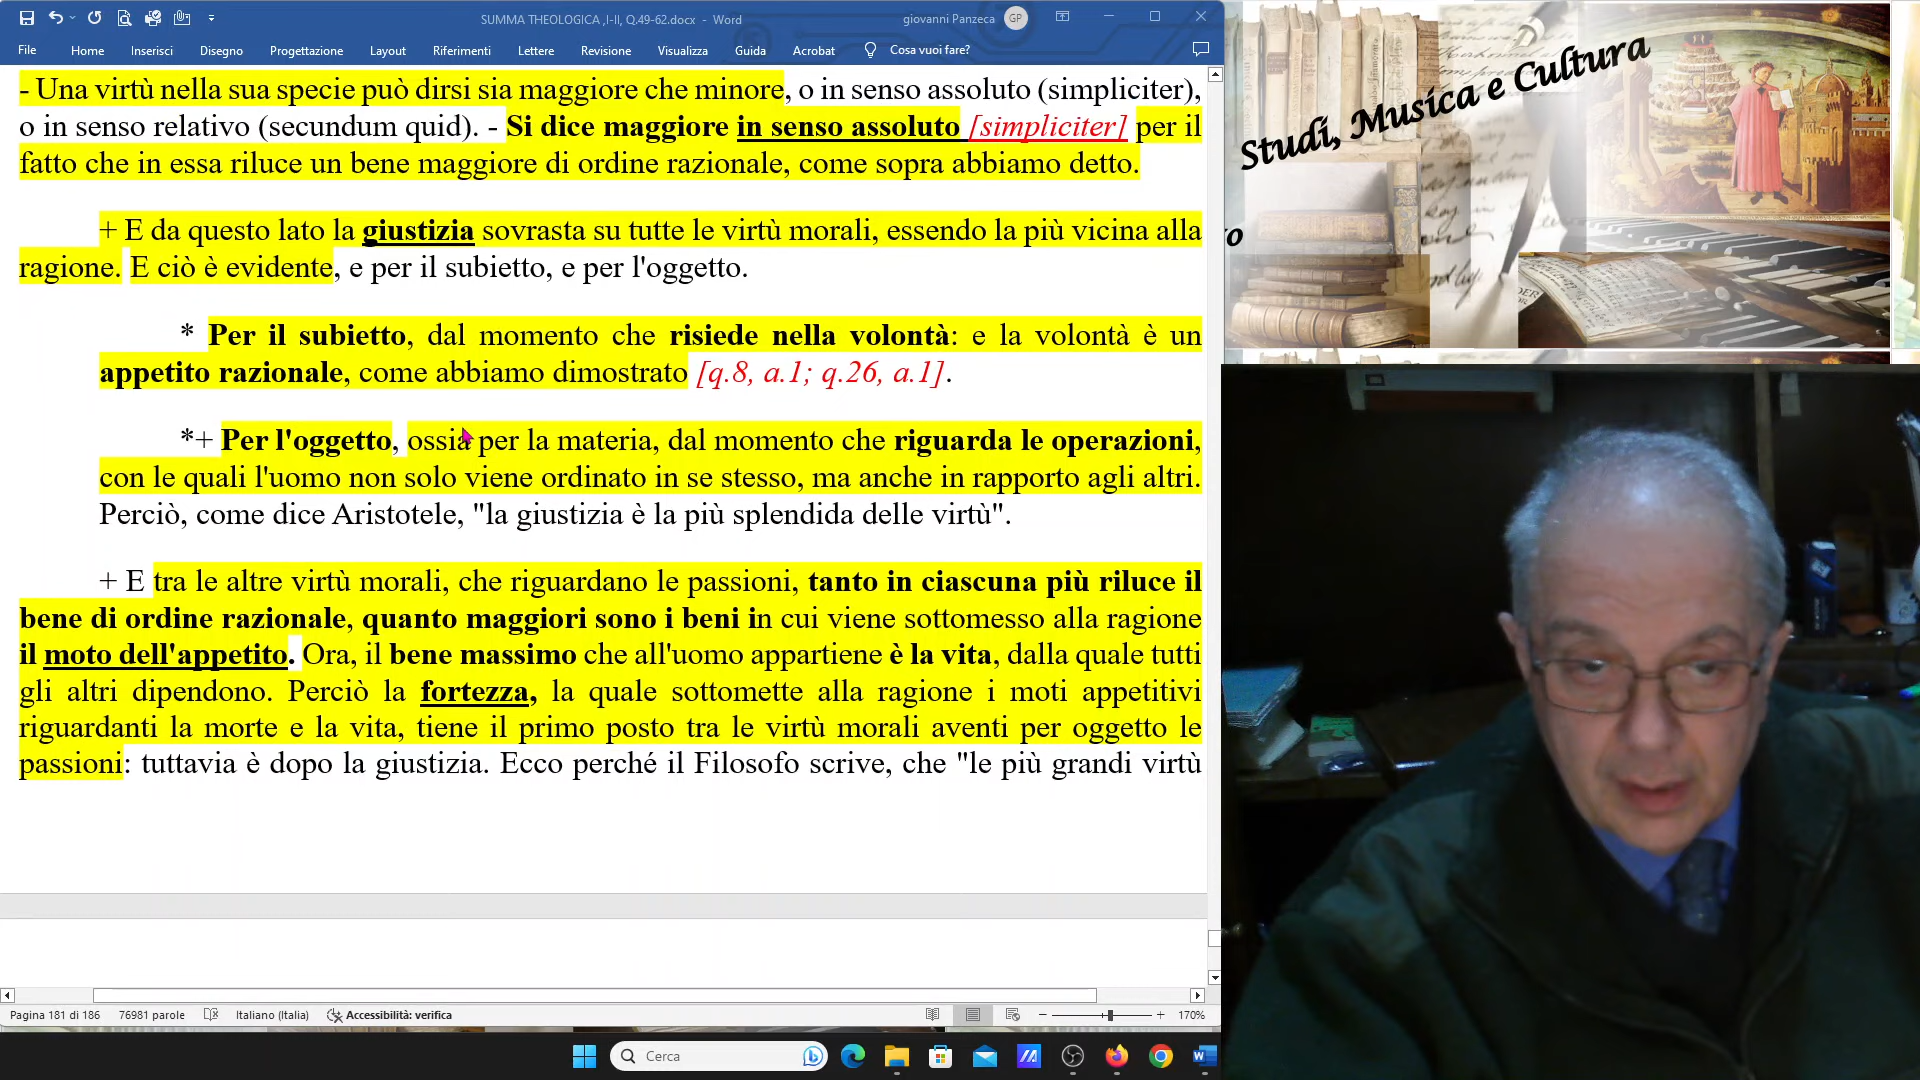 SUMMA THEOLOGICA ,I-II, Q.49-62.docx - Word
giovanni Panzeca GP
File Home Inserisci Disegno Progettazione Layout Riferimenti Lettere Revisione Visualizza Guida Acrobat Cosa vuoi fare?
- Una virtù nella sua specie può dirsi sia maggiore che minore, o in senso assoluto (simpliciter),
o in senso relativo (secundum quid). - Si dice maggiore in senso assoluto [simpliciter] per il
fatto che in essa riluce un bene maggiore di ordine razionale, come sopra abbiamo detto.
+ E da questo lato la giustizia sovrasta su tutte le virtù morali, essendo la più vicina alla
ragione. E ciò è evidente, e per il subietto, e per l'oggetto.
* Per il subietto, dal momento che risiede nella volontà: e la volontà è un
appetito razionale, come abbiamo dimostrato [q.8, a.1; q.26, a.1].
*+ Per l'oggetto, ossia per la materia, dal momento che riguarda le operazioni,
con le quali l'uomo non solo viene ordinato in se stesso, ma anche in rapporto agli altri.
Perciò, come dice Aristotele, "la giustizia è la più splendida delle virtù".
+ E tra le altre virtù morali, che riguardano le passioni, tanto in ciascuna più riluce il
bene di ordine razionale, quanto maggiori sono i beni in cui viene sottomesso alla ragione
il moto dell'appetito. Ora, il bene massimo che all'uomo appartiene è la vita, dalla quale tutti
gli altri dipendono. Perciò la fortezza, la quale sottomette alla ragione i moti appetitivi
riguardanti la morte e la vita, tiene il primo posto tra le virtù morali aventi per oggetto le
passioni: tuttavia è dopo la giustizia. Ecco perché il Filosofo scrive, che "le più grandi virtù
Pagina 181 di 186 76981 parole Italiano (Italia) Accessibilità: verifica 170%
Cerca
Studi, Musica e Cultura